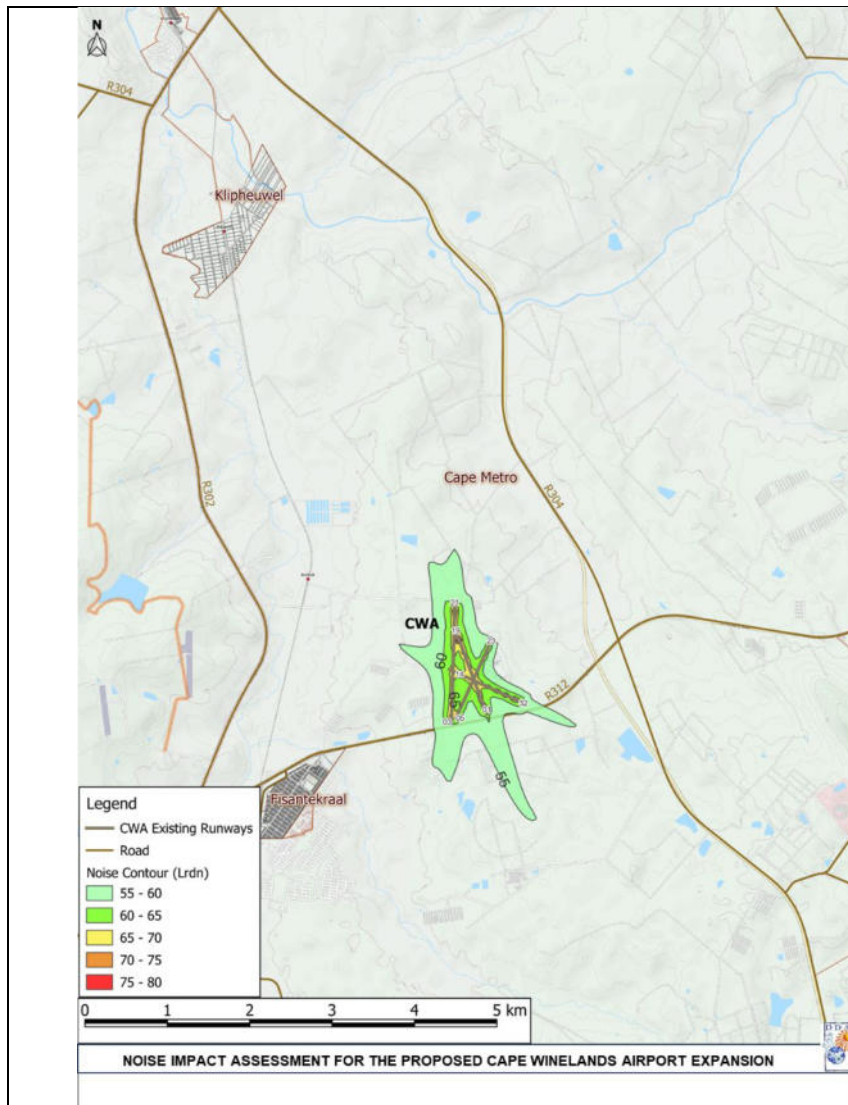 N
R304
Klipheuwel
R302
Cape Metro
R304
CWA
60
65
R312
55
Fisantekraal
Legend
CWA Existing Runways
Road
Noise Contour (Lrdn)
55 - 60
60 - 65
65 - 70
70 - 75
75 - 80
0 1 2 3 4 5 km
NOISE IMPACT ASSESSMENT FOR THE PROPOSED CAPE WINELANDS AIRPORT EXPANSION